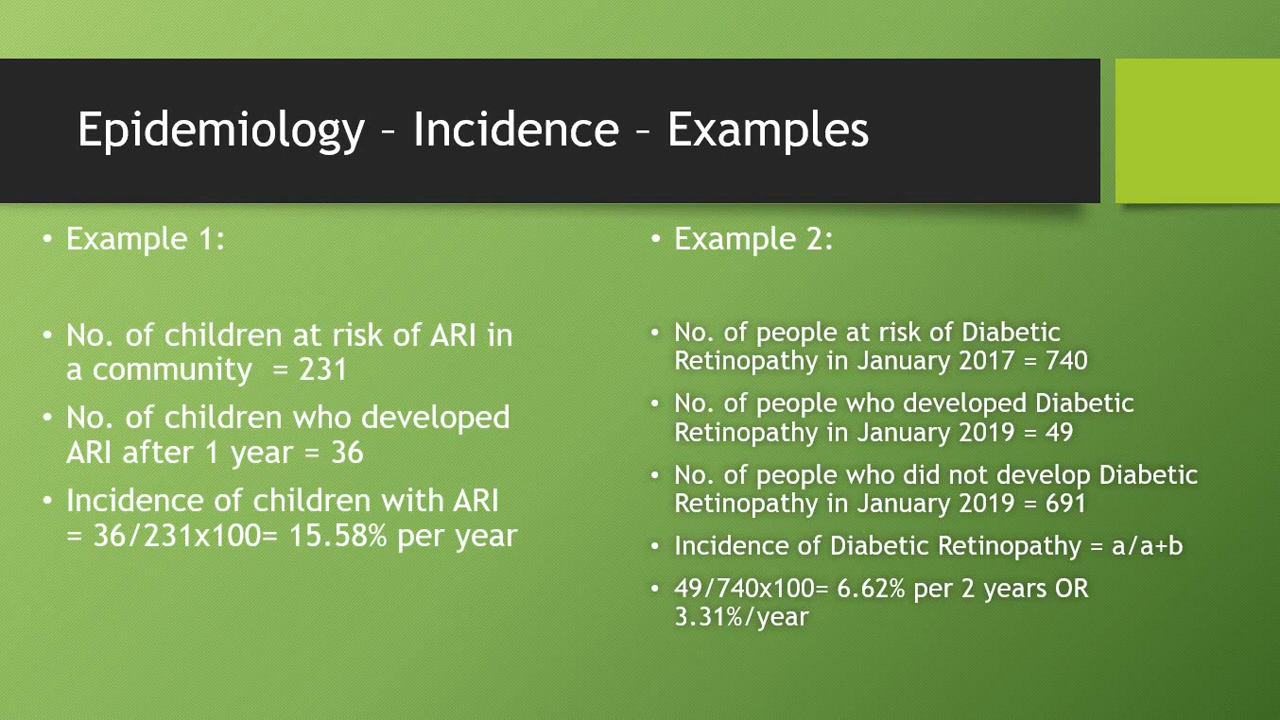 Epidemiology – Incidence – Examples
• Example 1:
• No. of children at risk of ARI in
a community  = 231
• No. of children who developed
ARI after 1 year = 36
• Incidence of children with ARI
= 36/231x100= 15.58% per year
• Example 2:
• No. of people at risk of Diabetic
Retinopathy in January 2017 = 740
• No. of people who developed Diabetic
Retinopathy in January 2019 = 49
• No. of people who did not develop Diabetic
Retinopathy in January 2019 = 691
• Incidence of Diabetic Retinopathy = a/a+b
• 49/740x100= 6.62% per 2 years OR
3.31%/year